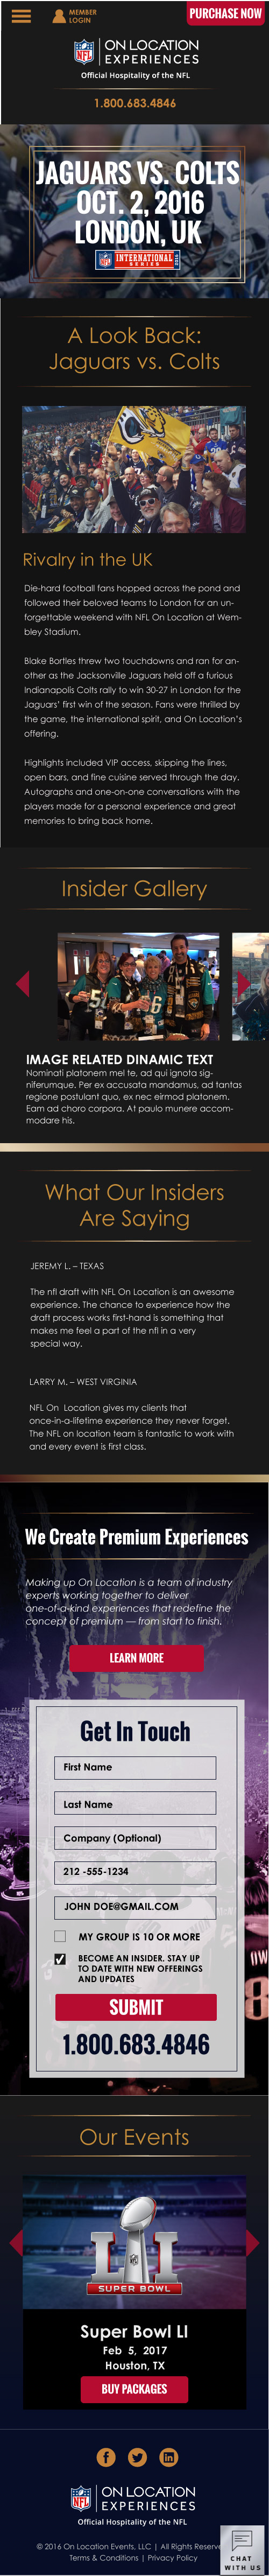 MEMBER
LOGIN
PURCHASE NOW
NFL
ON LOCATION
EXPERIENCES
Official Hospitality of the NFL
1.800.683.4846
JAGUARS VS. COLTS
OCT. 2, 2016
LONDON, UK
NFL INTERNATIONAL
SERIES
2016
A Look Back:
Jaguars vs. Colts
Rivalry in the UK
Die-hard football fans hopped across the pond and
followed their beloved teams to London for an un-
forgettable weekend with NFL On Location at Wem-
bley Stadium.
Blake Bortles threw two touchdowns and ran for an-
other as the Jacksonville Jaguars held off a furious
Indianapolis Colts rally to win 30-27 in London for the
Jaguars' first win of the season. Fans were thrilled by
the game, the international spirit, and On Location's
offering.
Highlights included VIP access, skipping the lines,
open bars, and fine cuisine served through the day.
Autographs and one-on-one conversations with the
players made for a personal experience and great
memories to bring back home.
Insider Gallery
IMAGE RELATED DINAMIC TEXT
Nominati platonem mel te, ad qui ignota sig-
niferumque. Per ex accusata mandamus, ad tantas
regione postulant quo, ex nec eirmod platonem.
Eam ad choro corpora. At paulo munere accom-
modare his.
What Our Insiders
Are Saying
JEREMY L. – TEXAS
The nfl draft with NFL On Location is an awesome
experience. The chance to experience how the
draft process works first-hand is something that
makes me feel a part of the nfl in a very
special way.
LARRY M. – WEST VIRGINIA
NFL On Location gives my clients that
once-in-a-lifetime experience they never forget.
The NFL on location team is fantastic to work with
and every event is first class.
We Create Premium Experiences
Making up On Location is a team of industry
experts working together to deliver
one-of-a-kind experiences that redefine the
concept of premium — from start to finish.
LEARN MORE
Get In Touch
First Name
Last Name
Company (Optional)
212 -555-1234
JOHN DOE@GMAIL.COM
MY GROUP IS 10 OR MORE
BECOME AN INSIDER. STAY UP
TO DATE WITH NEW OFFERINGS
AND UPDATES
SUBMIT
1.800.683.4846
Our Events
LI
SUPER BOWL
Super Bowl LI
Feb 5, 2017
Houston, TX
BUY PACKAGES
NFL
ON LOCATION
EXPERIENCES
Official Hospitality of the NFL
© 2016 On Location Events, LLC | All Rights Reserve
Terms & Conditions | Privacy Policy
CHAT
WITH US